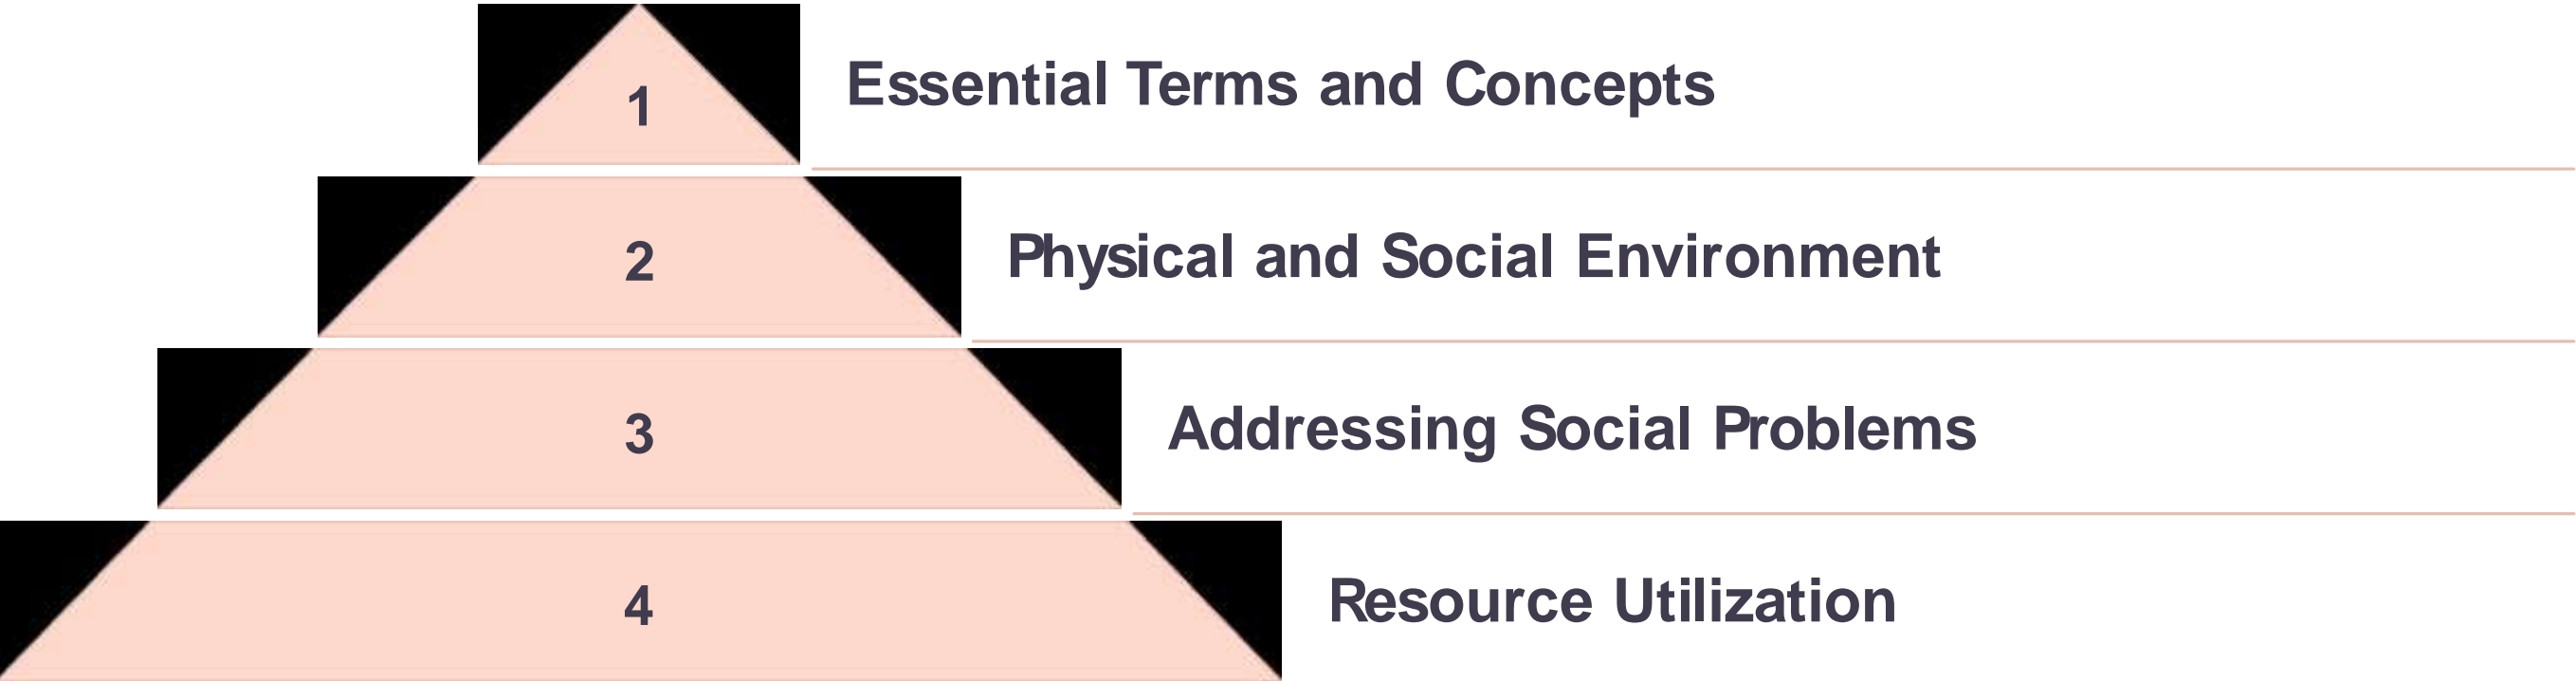 1
Essential Terms and Concepts
2
Physical and Social Environment
3
Addressing Social Problems
4
Resource Utilization